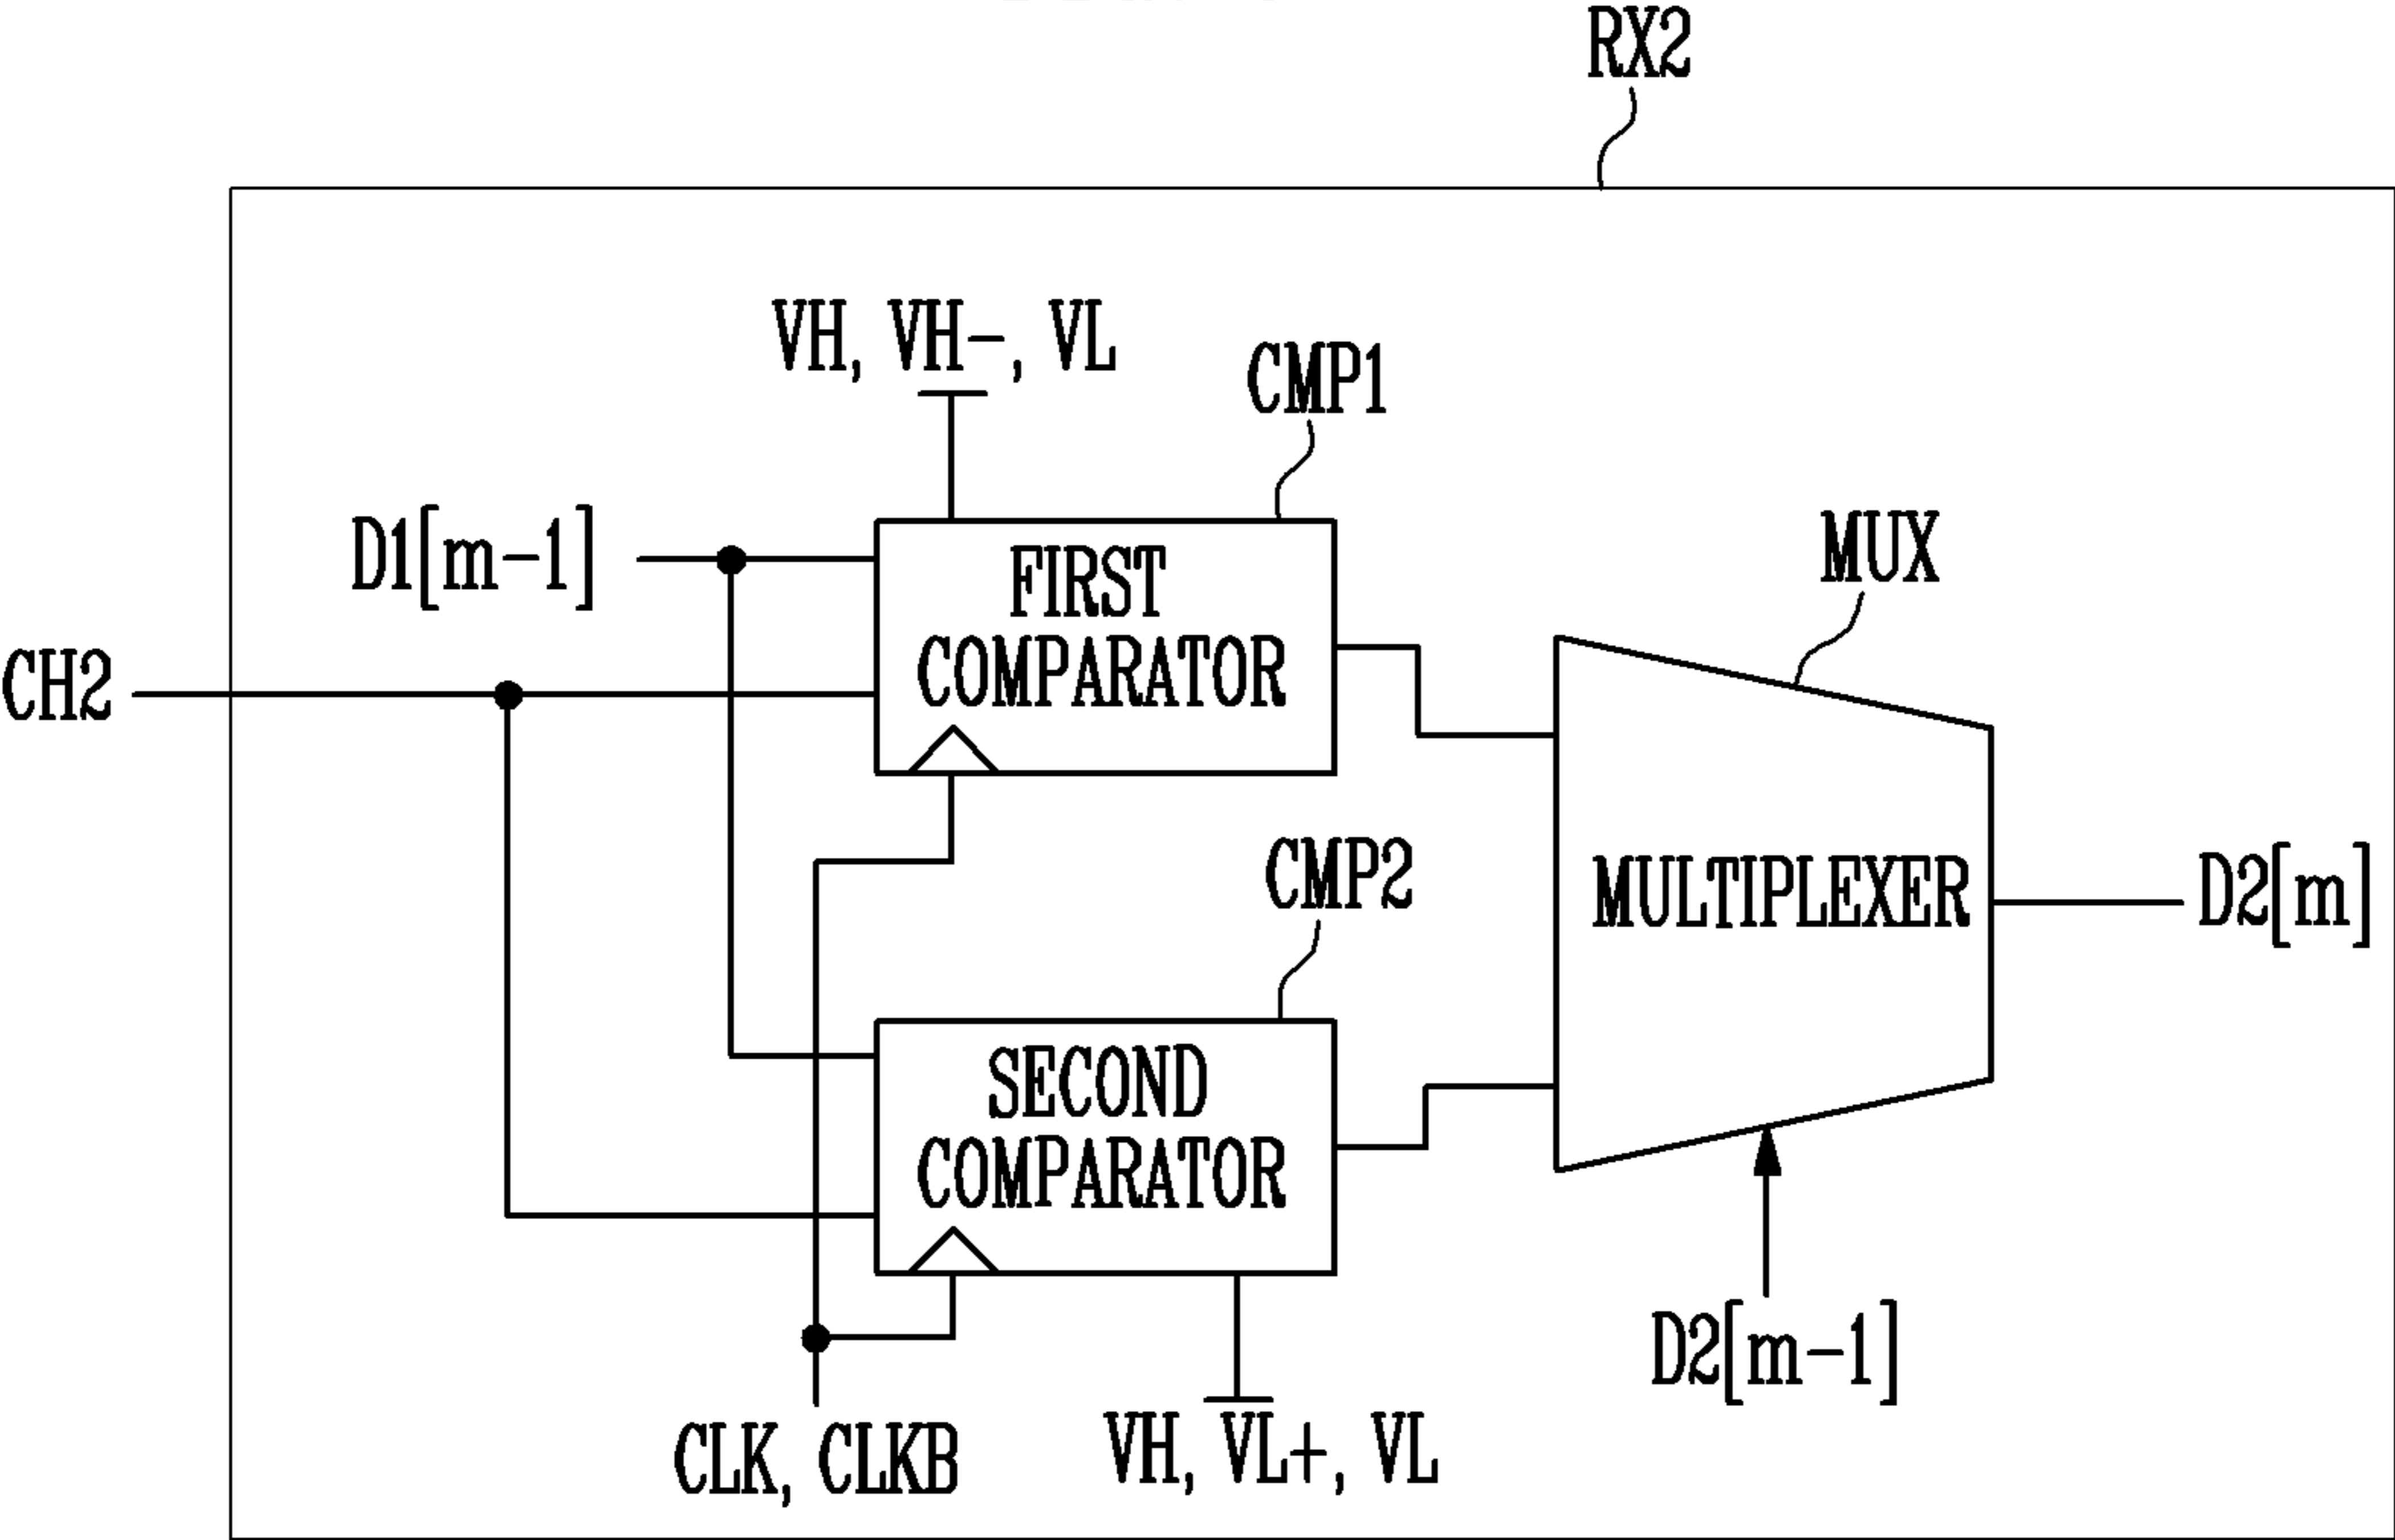 RX2
VH, VH-, VL
CMP1
D1[m-1]
FIRST
COMPARATOR
MUX
CH2
CMP2
MULTIPLEXER
D2[m]
SECOND
COMPARATOR
D2[m-1]
CLK, CLKB
VH, VL+, VL